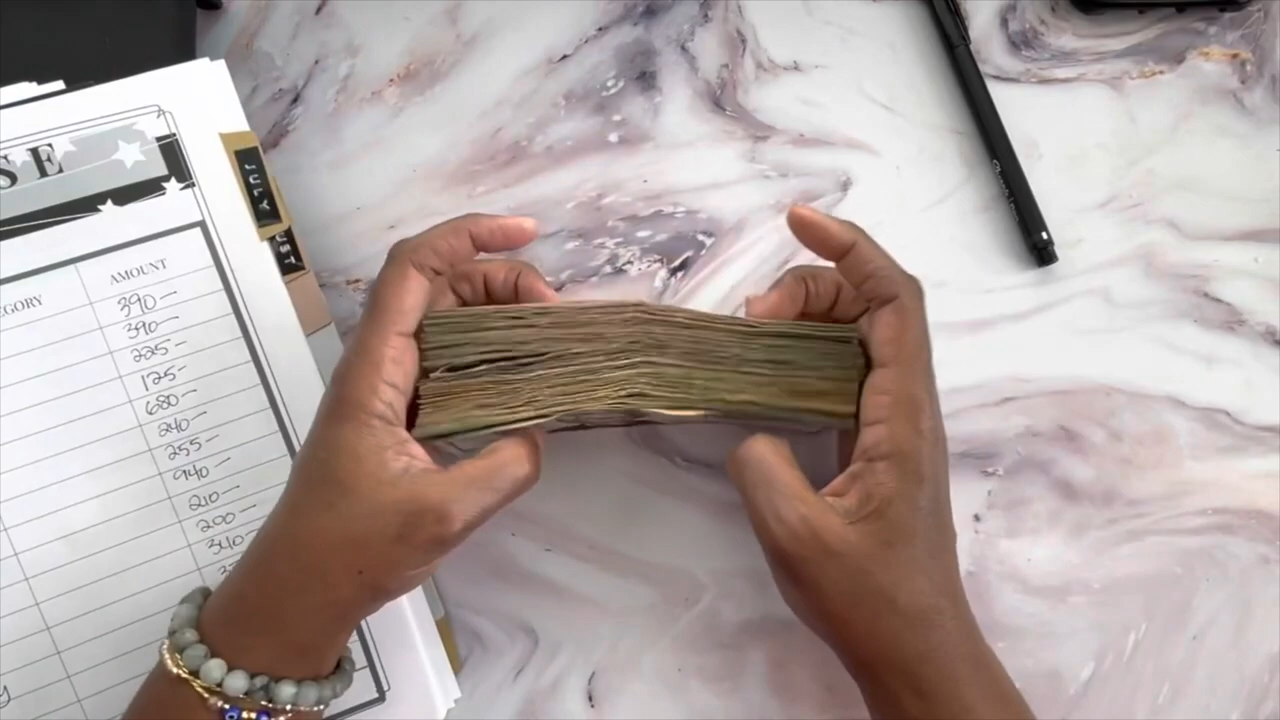 SE
JULY
UST
EGORY AMOUNT
390-
390-
225-
125-
680-
240
255-
940-
210-
200-
340-